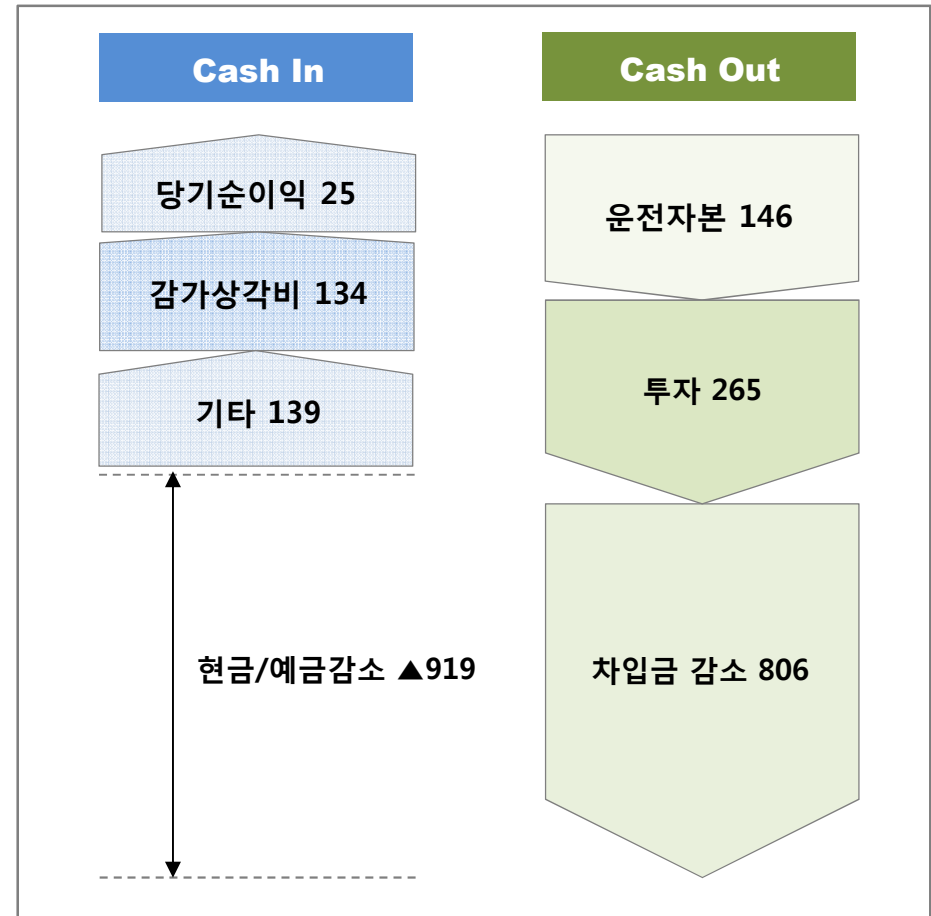 Cash In
당기순이익 25
감가상각비 134
기타 139
현금/예금감소 ▲919
Cash Out
운전자본 146
투자 265
차입금 감소 806